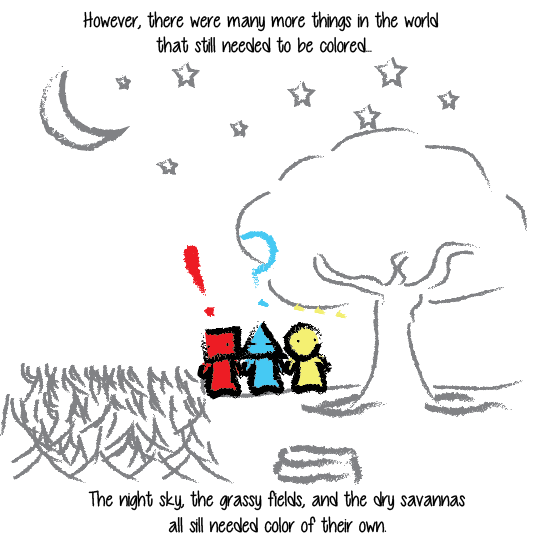 However, there were many more things in the world
that still needed to be colored...
!
?
...
The night sky, the grassy fields, and the dry savannas
all sill needed color of their own.